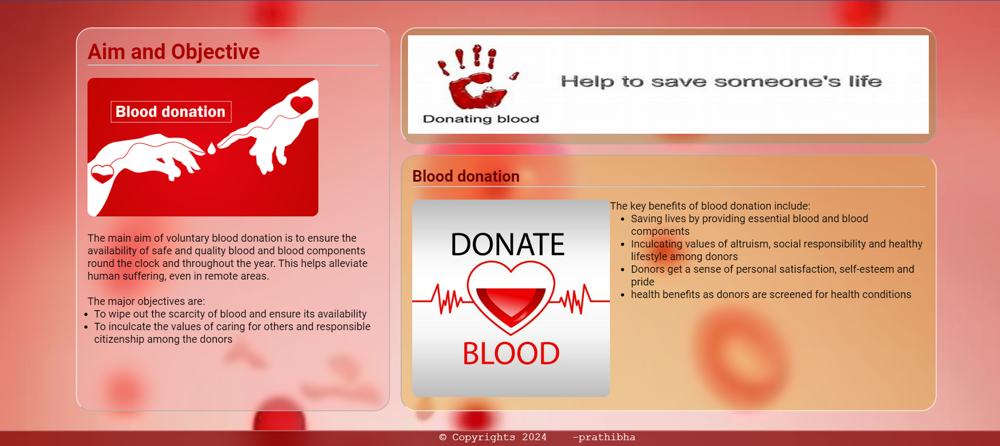 Aim and Objective
Blood donation
The main aim of voluntary blood donation is to ensure the
availability of safe and quality blood and blood components
round the clock and throughout the year. This helps alleviate
human suffering, even in remote areas.
The major objectives are:
• To wipe out the scarcity of blood and ensure its availability
• To inculcate the values of caring for others and responsible
citizenship among the donors
Help to save someone's life
Donating blood
Blood donation
DONATE
BLOOD
The key benefits of blood donation include:
• Saving lives by providing essential blood and blood
components
• Inculcating values of altruism, social responsibility and healthy
lifestyle among donors
• Donors get a sense of personal satisfaction, self-esteem and
pride
• health benefits as donors are screened for health conditions
© Copyrights 2024 -prathibha